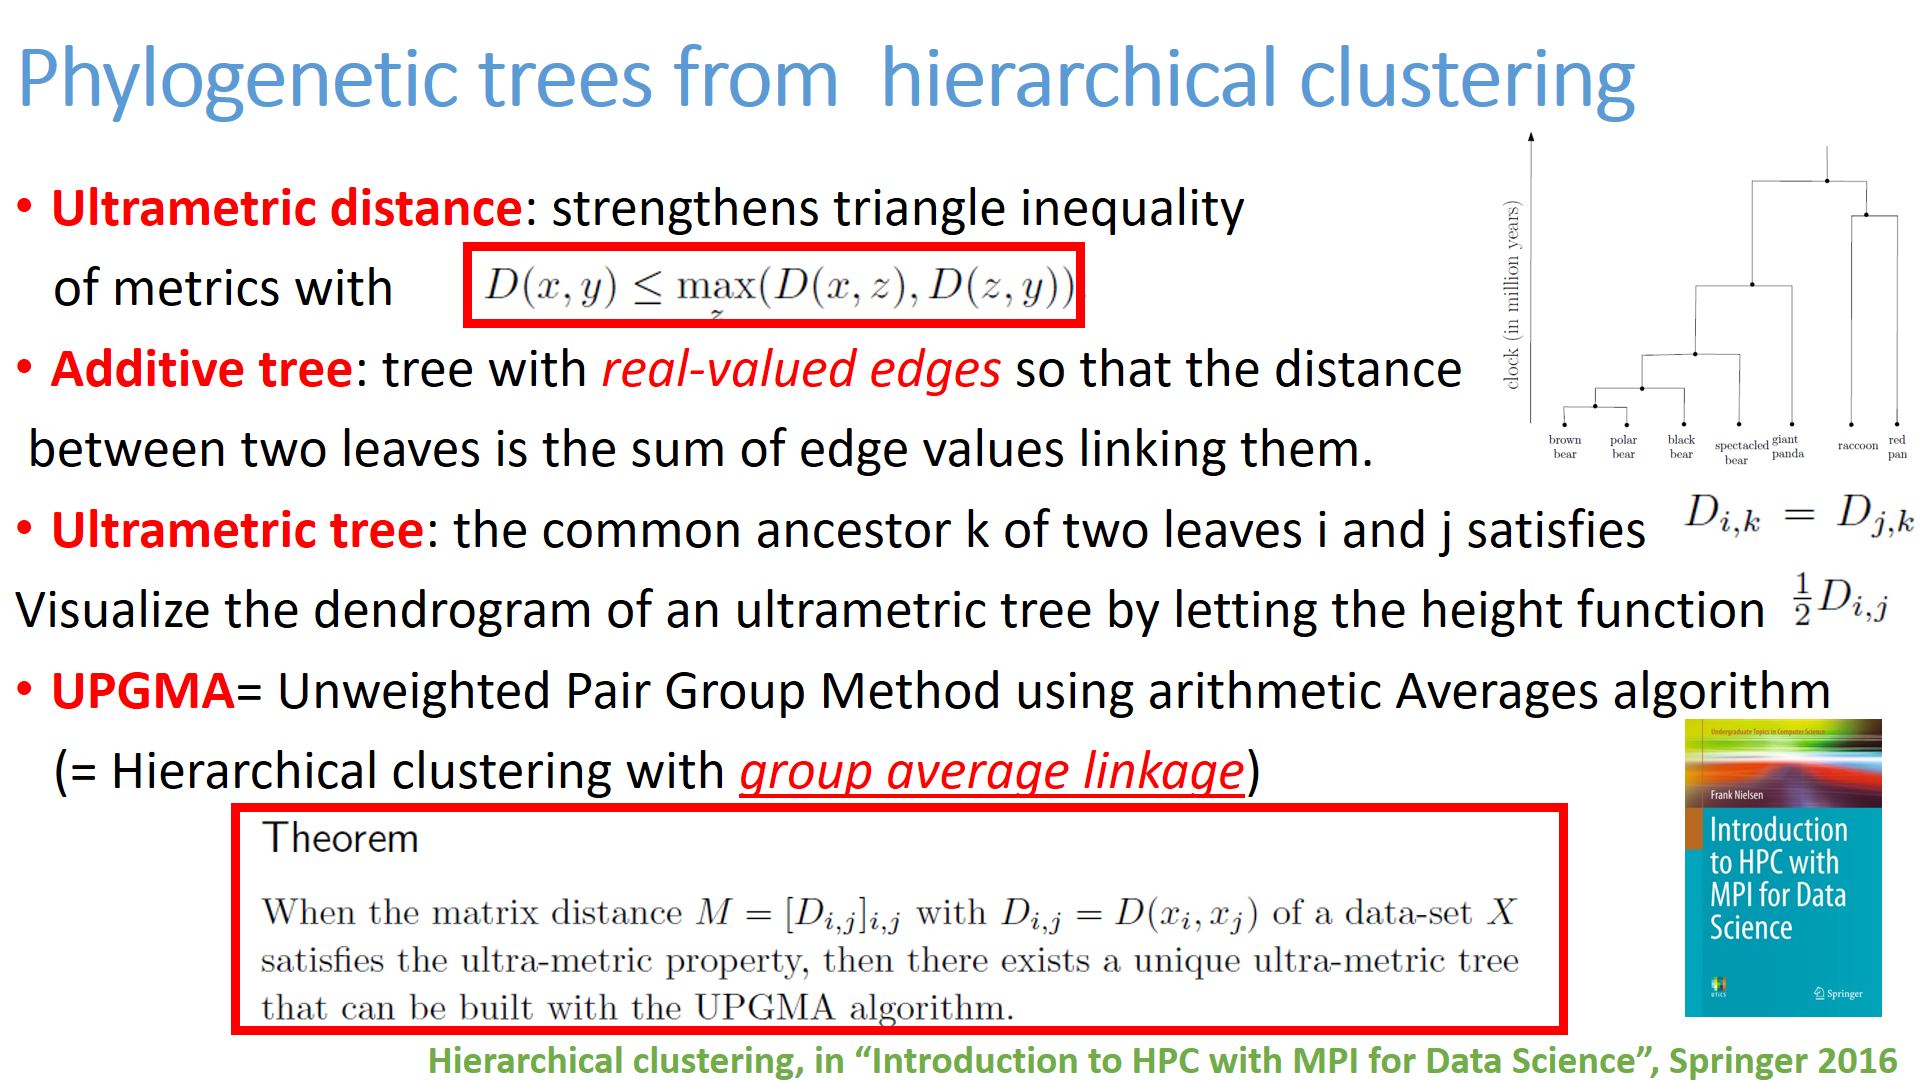 Phylogenetic trees from hierarchical clustering
• Ultrametric distance: strengthens triangle inequality
of metrics with
D(x, y) ≤ max(D(x, z), D(z, y))
z
• Additive tree: tree with real-valued edges so that the distance
between two leaves is the sum of edge values linking them.
• Ultrametric tree: the common ancestor k of two leaves i and j satisfies D_{i,k} = D_{j,k}
Visualize the dendrogram of an ultrametric tree by letting the height function ½D_{i,j}
• UPGMA= Unweighted Pair Group Method using arithmetic Averages algorithm
(= Hierarchical clustering with group average linkage)
Theorem
When the matrix distance M = [D_{i,j}]_{i,j} with D_{i,j} = D(x_i, x_j) of a data-set X
satisfies the ultra-metric property, then there exists a unique ultra-metric tree
that can be built with the UPGMA algorithm.
clock (in million years)
brown
bear
polar
bear
black
bear
spectacled
bear
giant
panda
raccoon
red
pan
Undergraduate Topics in Computer Science
Frank Nielsen
Introduction
to HPC with
MPI for Data
Science
UTICS
Springer
Hierarchical clustering, in “Introduction to HPC with MPI for Data Science”, Springer 2016